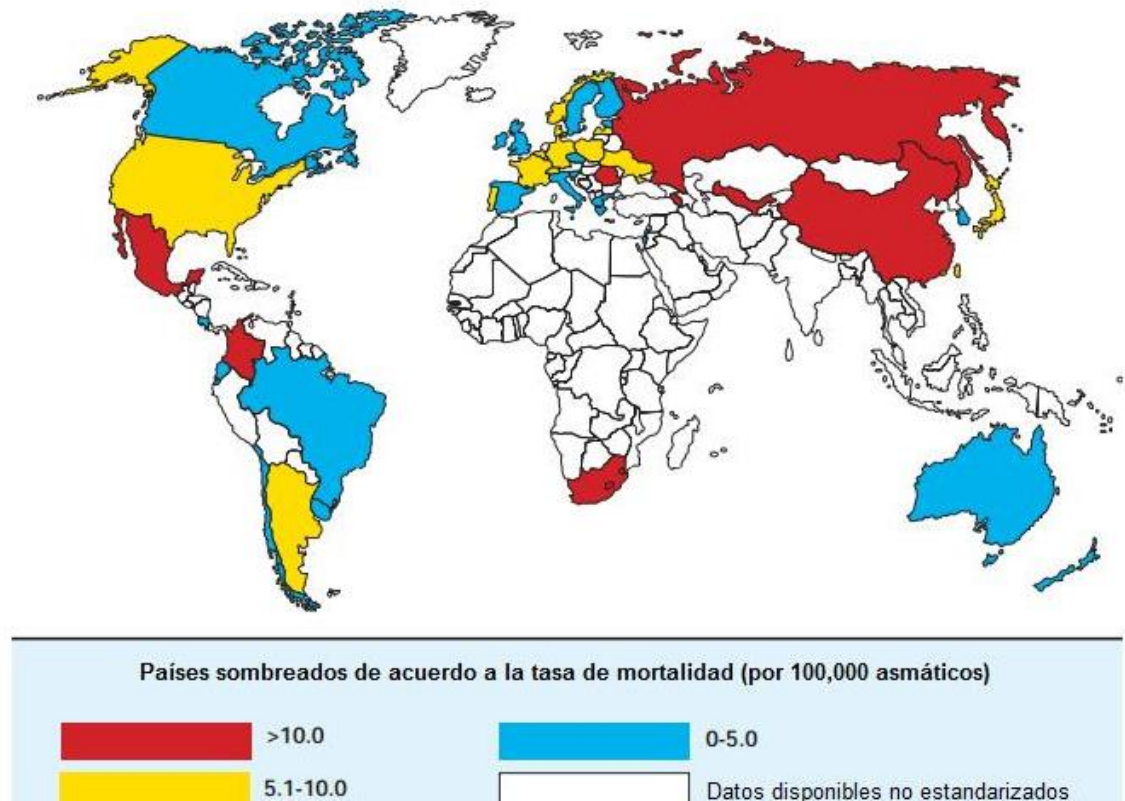 Países sombreados de acuerdo a la tasa de mortalidad (por 100,000 asmáticos)
>10.0
0-5.0
5.1-10.0
Datos disponibles no estandarizados